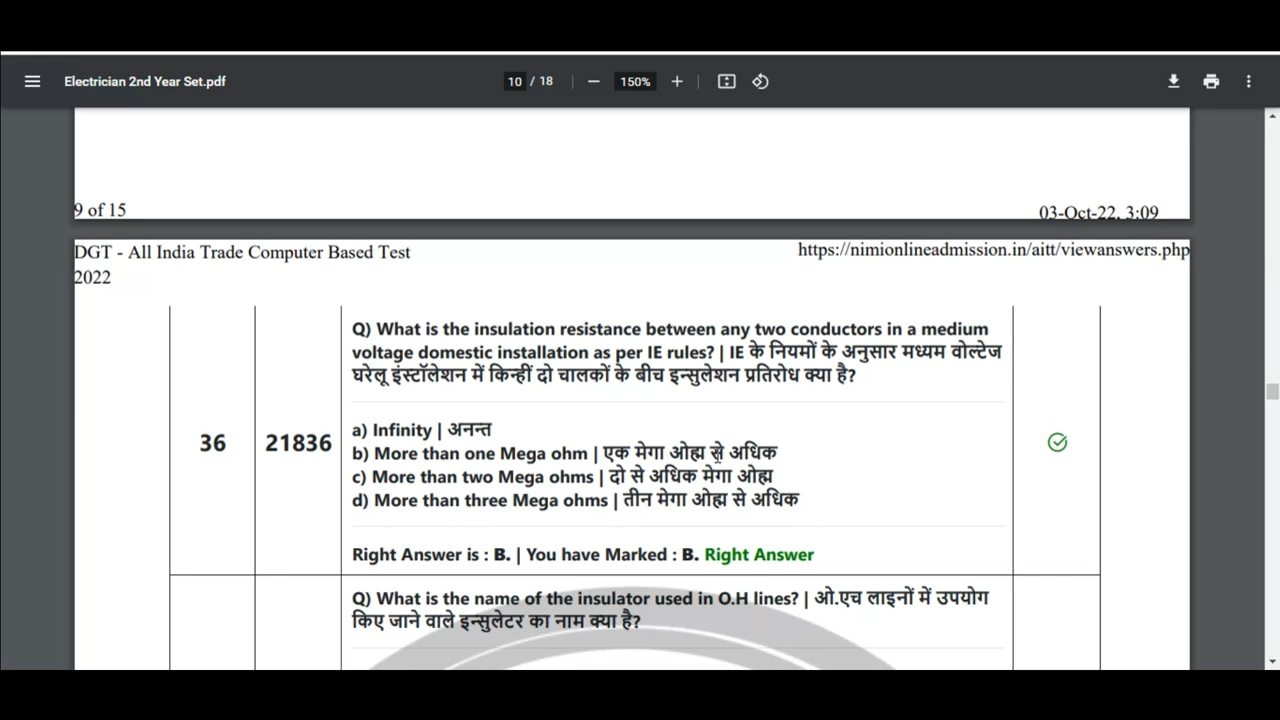 Electrician 2nd Year Set.pdf
10 / 18
150%
9 of 15
03-Oct-22, 3:09
DGT - All India Trade Computer Based Test
2022
https://nimionlineadmission.in/aitt/viewanswers.php
Q) What is the insulation resistance between any two conductors in a medium
voltage domestic installation as per IE rules? | IE के नियमों के अनुसार मध्यम वोल्टेज
घरेलू इंस्टॉलेशन में किन्हीं दो चालकों के बीच इन्सुलेशन प्रतिरोध क्या है?
36
21836
a) Infinity | अनन्त
b) More than one Mega ohm | एक मेगा ओह्म से अधिक
c) More than two Mega ohms | दो से अधिक मेगा ओह्म
d) More than three Mega ohms | तीन मेगा ओह्म से अधिक
Right Answer is : B. | You have Marked : B. Right Answer
Q) What is the name of the insulator used in O.H lines? | ओ.एच लाइनों में उपयोग
किए जाने वाले इन्सुलेटर का नाम क्या है?